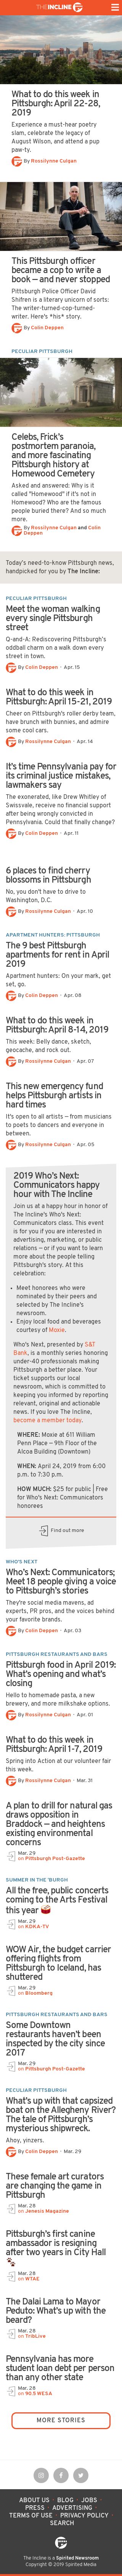 THE INCLINE
What to do this week in
Pittsburgh: April 22-28,
2019
Experience a must-hear poetry
slam, celebrate the legacy of
August Wilson, and attend a pup
paw-ty.
By Rossilynne Culgan
This Pittsburgh officer
became a cop to write a
book — and never stopped
Pittsburgh Police Officer David
Shifren is a literary cop of sorts:
The writer-turned-cop-turned-
writer. Here's *his* story.
By Colin Deppen
PECULIAR PITTSBURGH
Celebs, Frick's
postmortem paranoia,
and more fascinating
Pittsburgh history at
Homewood Cemetery
Asked and answered: Why is it
called "Homewood" if it's not in
Homewood? Who are the famous
people buried there? And so much
more.
By Rossilynne Culgan and Colin
Deppen
Today's need-to-know Pittsburgh news,
handpicked for you by The Incline:
PECULIAR PITTSBURGH
Meet the woman walking
every single Pittsburgh
street
Q-and-A: Rediscovering Pittsburgh's
oddball charm on a walk down every
street in town.
By Colin Deppen · Apr. 15
What to do this week in
Pittsburgh: April 15-21, 2019
Cheer on Pittsburgh's new derby team,
have brunch with bunnies, and admire
some cool cars.
By Rossilynne Culgan · Apr. 14
It's time Pennsylvania pay for
its criminal justice mistakes,
lawmakers say
The exonerated, like Drew Whitley of
Braddock, receive no financial support
after being wrongly convicted in
Pennsylvania. Could that finally change?
By Colin Deppen · Apr. 11
6 places to find cherry
blossoms in Pittsburgh
No, you don't have to drive to
Washington, D.C.
By Rossilynne Culgan · Apr. 10
APARTMENT HUNTERS: PITTSBURGH
The 9 best Pittsburgh
apartments for rent in April
2019
Apartment hunters: On your mark, get
set, go.
By Colin Deppen · Apr. 08
What to do this week in
Pittsburgh: April 8-14, 2019
This week: Belly dance, sketch,
geocache, and rock out.
By Rossilynne Culgan · Apr. 07
This new emergency fund
helps Pittsburgh artists in
hard times
It's open to all artists — from musicians
to poets to dancers and everyone in
between.
By Rossilynne Culgan · Apr. 05
2019 Who's Next:
Communicators happy
hour with The Incline
Join us at a happy hour in honor of
The Incline's Who's Next:
Communicators class. This event
is for you if you are interested in
advertising, marketing, or public
relations — or if you just want to
learn more about the people telling
Pittsburgh's story. At this
celebration:
• Meet honorees who were
nominated by their peers and
selected by The Incline's
newsroom.
• Enjoy local food and beverages
courtesy of Moxie.
Who's Next, presented by S&T
Bank, is a monthly series honoring
under-40 professionals making
Pittsburgh a better place. Your
ticket includes an appetizer
spread, one complimentary
cocktail, and additional drinks
available for purchase. And if you
love The Incline,
become a member today.
WHERE: Moxie at 611 William
Penn Place — 9th Floor of the
Alcoa Building (Downtown)
WHEN: April 24, 2019 from 6:00
p.m. to 7:30 p.m.
HOW MUCH: $25 for public | Free
for Who's Next: Communicators
honorees
Find out more
WHO'S NEXT
Who's Next: Communicators;
Meet 18 people giving a voice
to Pittsburgh's stories
They're social media mavens, ad
experts, PR pros, and the voices behind
your favorite brands.
By Colin Deppen · Apr. 03
PITTSBURGH RESTAURANTS AND BARS
Pittsburgh food in April 2019:
What's opening and what's
closing
Hello to homemade pasta, a new
brewery, and more milkshake options.
By Rossilynne Culgan · Apr. 01
What to do this week in
Pittsburgh: April 1-7, 2019
Spring into Action at our volunteer fair
this week.
By Rossilynne Culgan · Mar. 31
A plan to drill for natural gas
draws opposition in
Braddock — and heightens
existing environmental
concerns
Mar. 29
on Pittsburgh Post-Gazette
SUMMER IN THE 'BURGH
All the free, public concerts
coming to the Arts Festival
this year
Mar. 29
on KDKA-TV
WOW Air, the budget carrier
offering flights from
Pittsburgh to Iceland, has
shuttered
Mar. 29
on Bloomberg
PITTSBURGH RESTAURANTS AND BARS
Some Downtown
restaurants haven't been
inspected by the city since
2017
Mar. 29
on Pittsburgh Post-Gazette
PECULIAR PITTSBURGH
What's up with that capsized
boat on the Allegheny River?
The tale of Pittsburgh's
mysterious shipwreck.
Ahoy, yinzers.
By Colin Deppen · Mar. 29
These female art curators
are changing the game in
Pittsburgh
Mar. 28
on Jenesis Magazine
Pittsburgh's first canine
ambassador is resigning
after two years in City Hall
Mar. 28
on WTAE
The Dalai Lama to Mayor
Peduto: What's up with the
beard?
Mar. 28
on TribLive
Pennsylvania has more
student loan debt per person
than any other state
Mar. 28
on 90.5 WESA
MORE STORIES
ABOUT US · BLOG · JOBS ·
PRESS · ADVERTISING
TERMS OF USE · PRIVACY POLICY ·
SEARCH
The Incline is a Spirited Newsroom
Copyright © 2019 Spirited Media